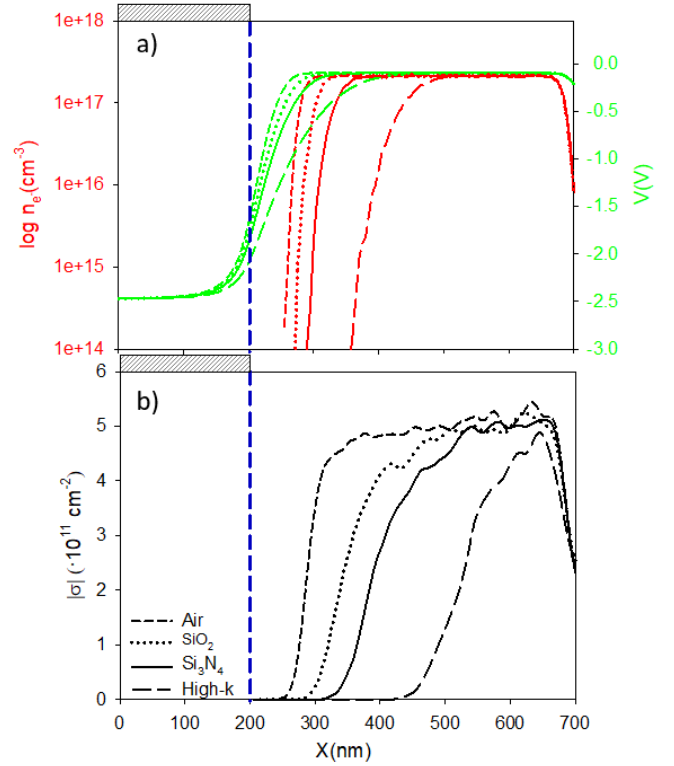 a)
1e+18
1e+17
1e+16
1e+15
1e+14
log n_e-(cm⁻³)
0.0
-0.5
-1.0
-1.5
-2.0
-2.5
-3.0
V(V)
b)
6
5
4
3
2
1
0
|σ| (·10¹¹ cm⁻²)
Air
SiO₂
Si₃N₄
High-k
0 100 200 300 400 500 600 700
X(nm)